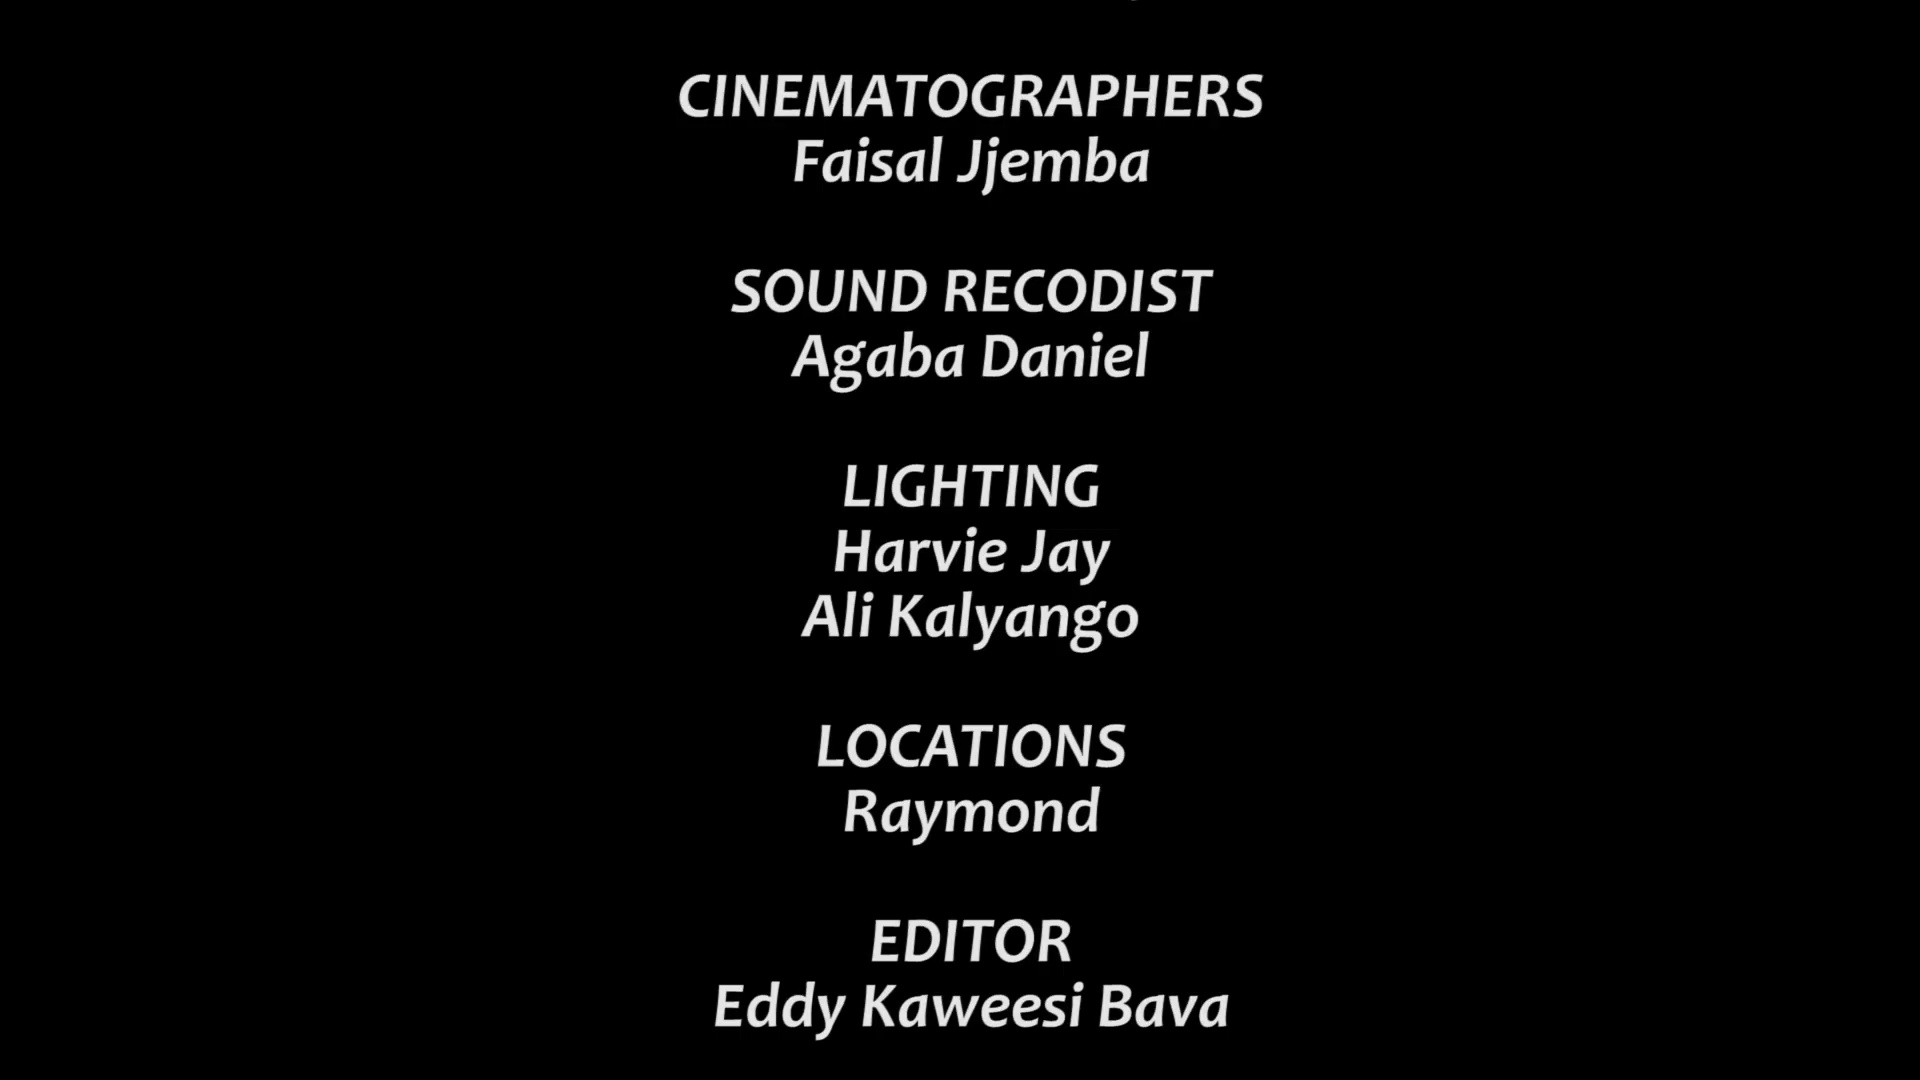 CINEMATOGRAPHERS
Faisal Jjemba
SOUND RECODIST
Agaba Daniel
LIGHTING
Harvie Jay
Ali Kalyango
LOCATIONS
Raymond
EDITOR
Eddy Kaweesi Bava